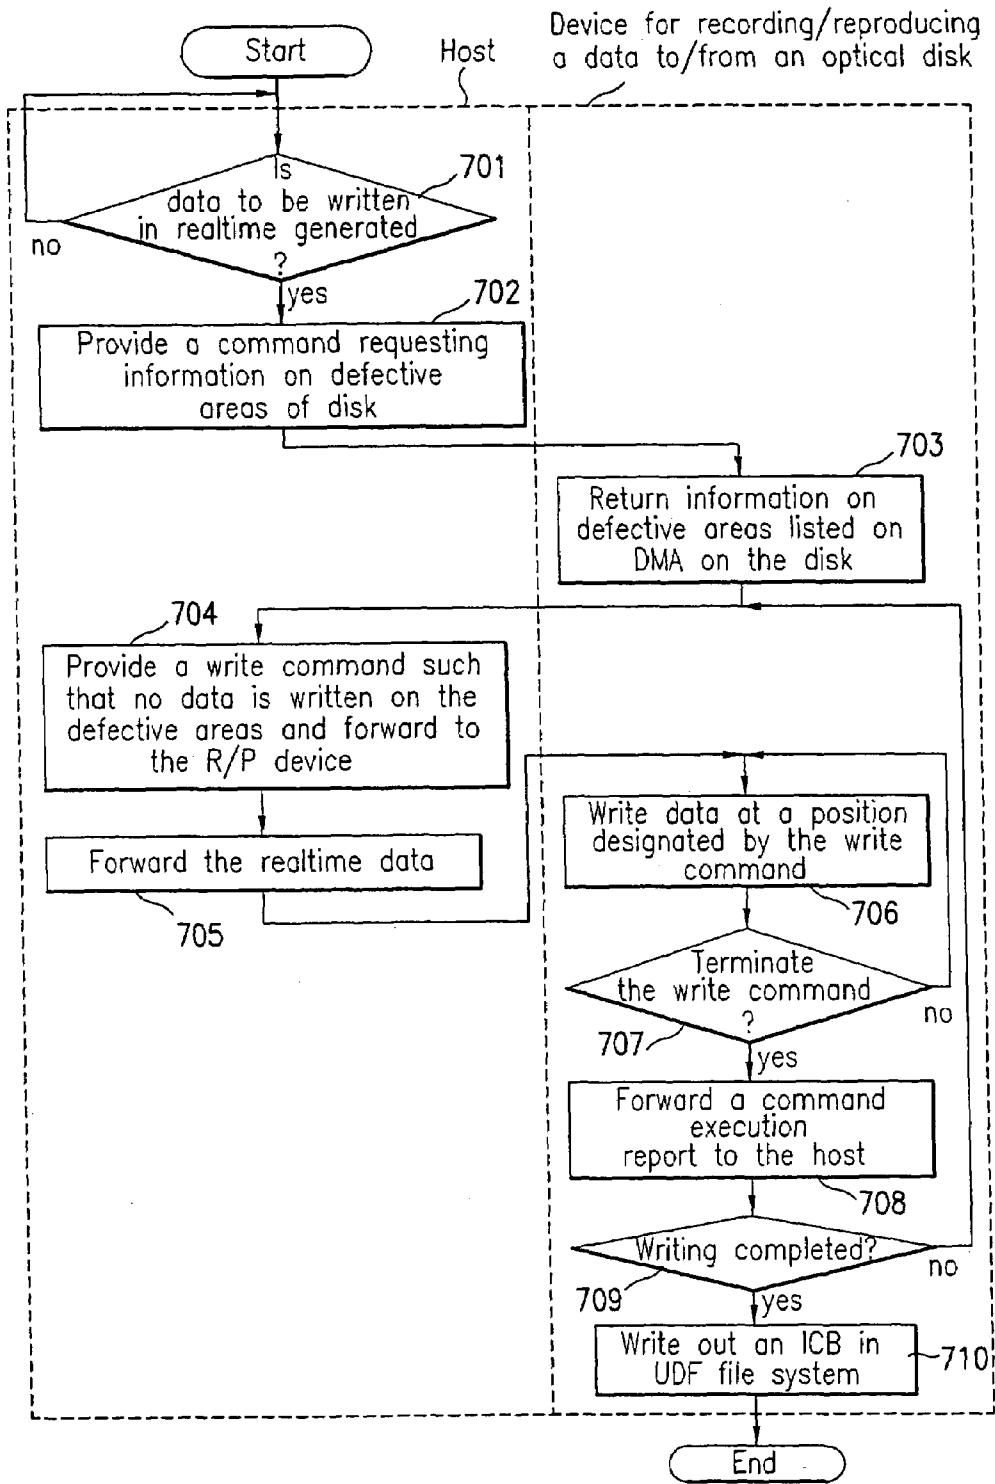 Start
Host
Device for recording/reproducing
a data to/from an optical disk
701
Is
data to be written
in realtime generated
?
no
yes
702
Provide a command requesting
information on defective
areas of disk
703
Return information on
defective areas listed on
DMA on the disk
704
Provide a write command such
that no data is written on the
defective areas and forward to
the R/P device
Forward the realtime data
705
Write data at a position
designated by the write
command
706
Terminate
the write command
?
707
no
yes
Forward a command
execution
report to the host
708
Writing completed?
709
no
yes
Write out an ICB in
UDF file system
710
End